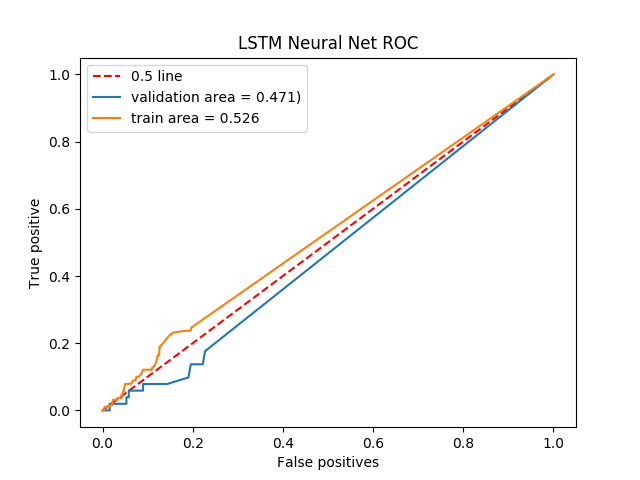 LSTM Neural Net ROC
0.5 line
validation area = 0.471)
train area = 0.526
True positive
1.0
0.8
0.6
0.4
0.2
0.0
0.0 0.2 0.4 0.6 0.8 1.0
False positives